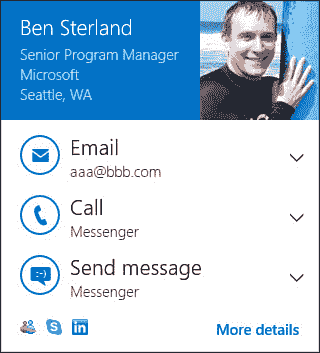 Ben Sterland
Senior Program Manager
Microsoft
Seattle, WA
Email
aaa@bbb.com
Call
Messenger
Send message
Messenger
in
More details